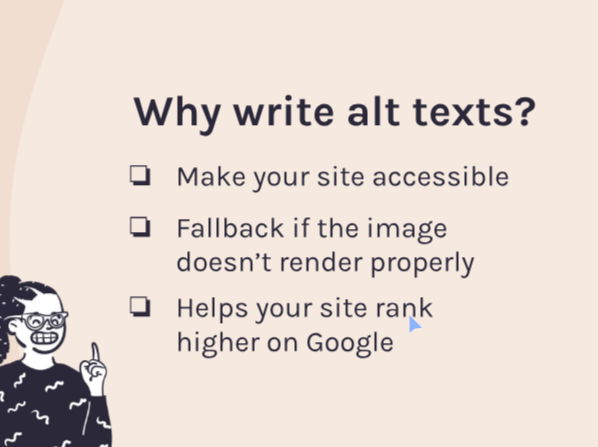 Why write alt texts?
Make your site accessible
Fallback if the image
doesn't render properly
Helps your site rank
higher on Google